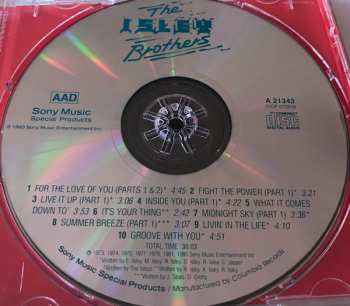 The
ISLEY
Brothers
AAD
Sony Music
Special Products
℗ 1993 Sony Music Entertainment Inc.
A 21343
COMPACT
disc
DIGITAL AUDIO
1 FOR THE LOVE OF YOU (PARTS 1 & 2)* 4:45 2 FIGHT THE POWER (PART 1)* 3:21
3 LIVE IT UP (PART 1)* 3:06 4 INSIDE YOU (PART 1)* 4:22 5 WHAT IT COMES
DOWN TO* 3:53 6 IT'S YOUR THING** 2:42 7 MIDNIGHT SKY (PART 1)* 3:36
8 SUMMER BREEZE (PART 1)*** 3:07 9 LIVIN' IN THE LIFE* 4:10
10 GROOVE WITH YOU* 4:51
TOTAL TIME: 38:03
Sony Music Special Products / Manufactured by Columbia Records